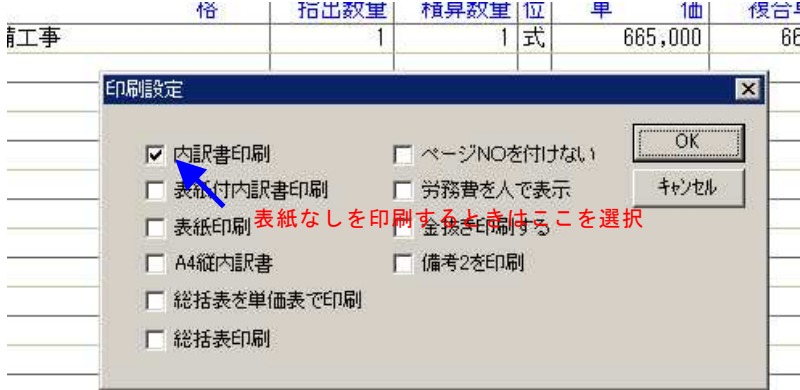 格 拾出数量 積算数量 位 単 価 複合単
工事 1 1 式 665,000 66
印刷設定
内訳書印刷 ページNOを付けない OK
表紙付内訳書印刷 労務費を人で表示 キャンセル
表紙なしを印刷するときはここを選択
表紙印刷 金抜き印刷する
A4縦内訳書 備考2を印刷
総括表を単価表で印刷
総括表印刷